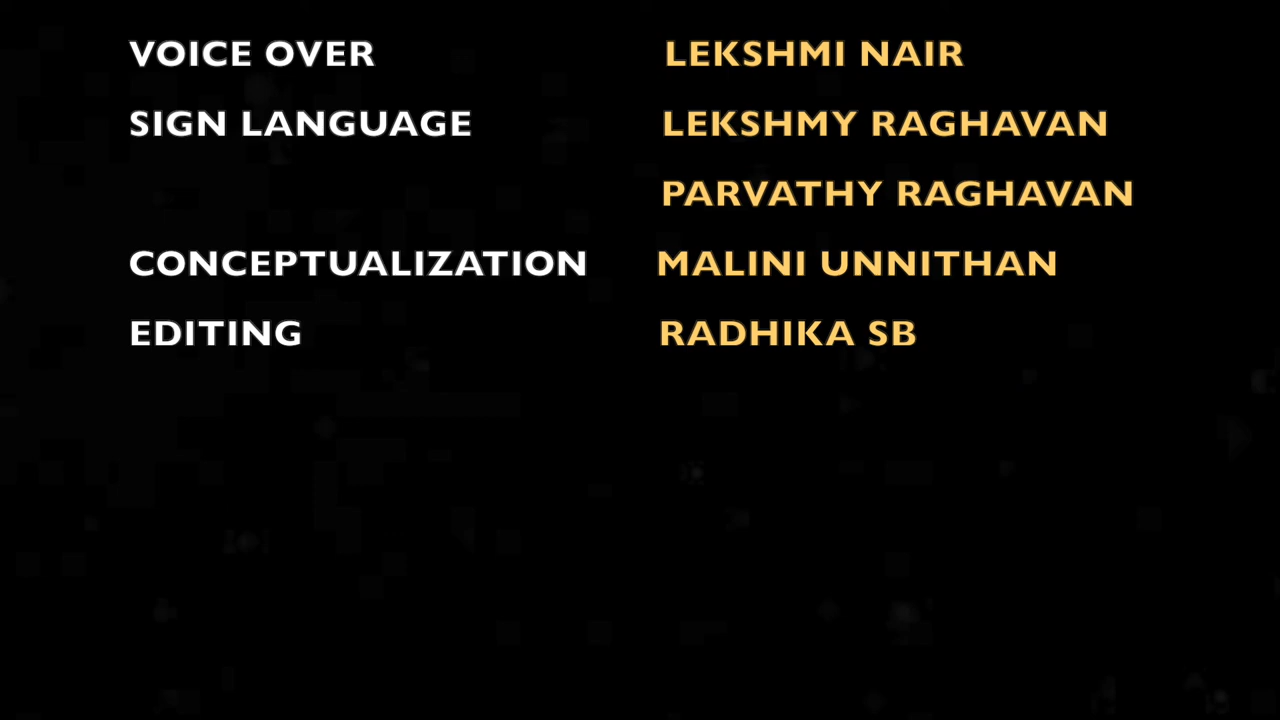 VOICE OVER LEKSHMI NAIR
SIGN LANGUAGE LEKSHMY RAGHAVAN
PARVATHY RAGHAVAN
CONCEPTUALIZATION MALINI UNNITHAN
EDITING RADHIKA SB